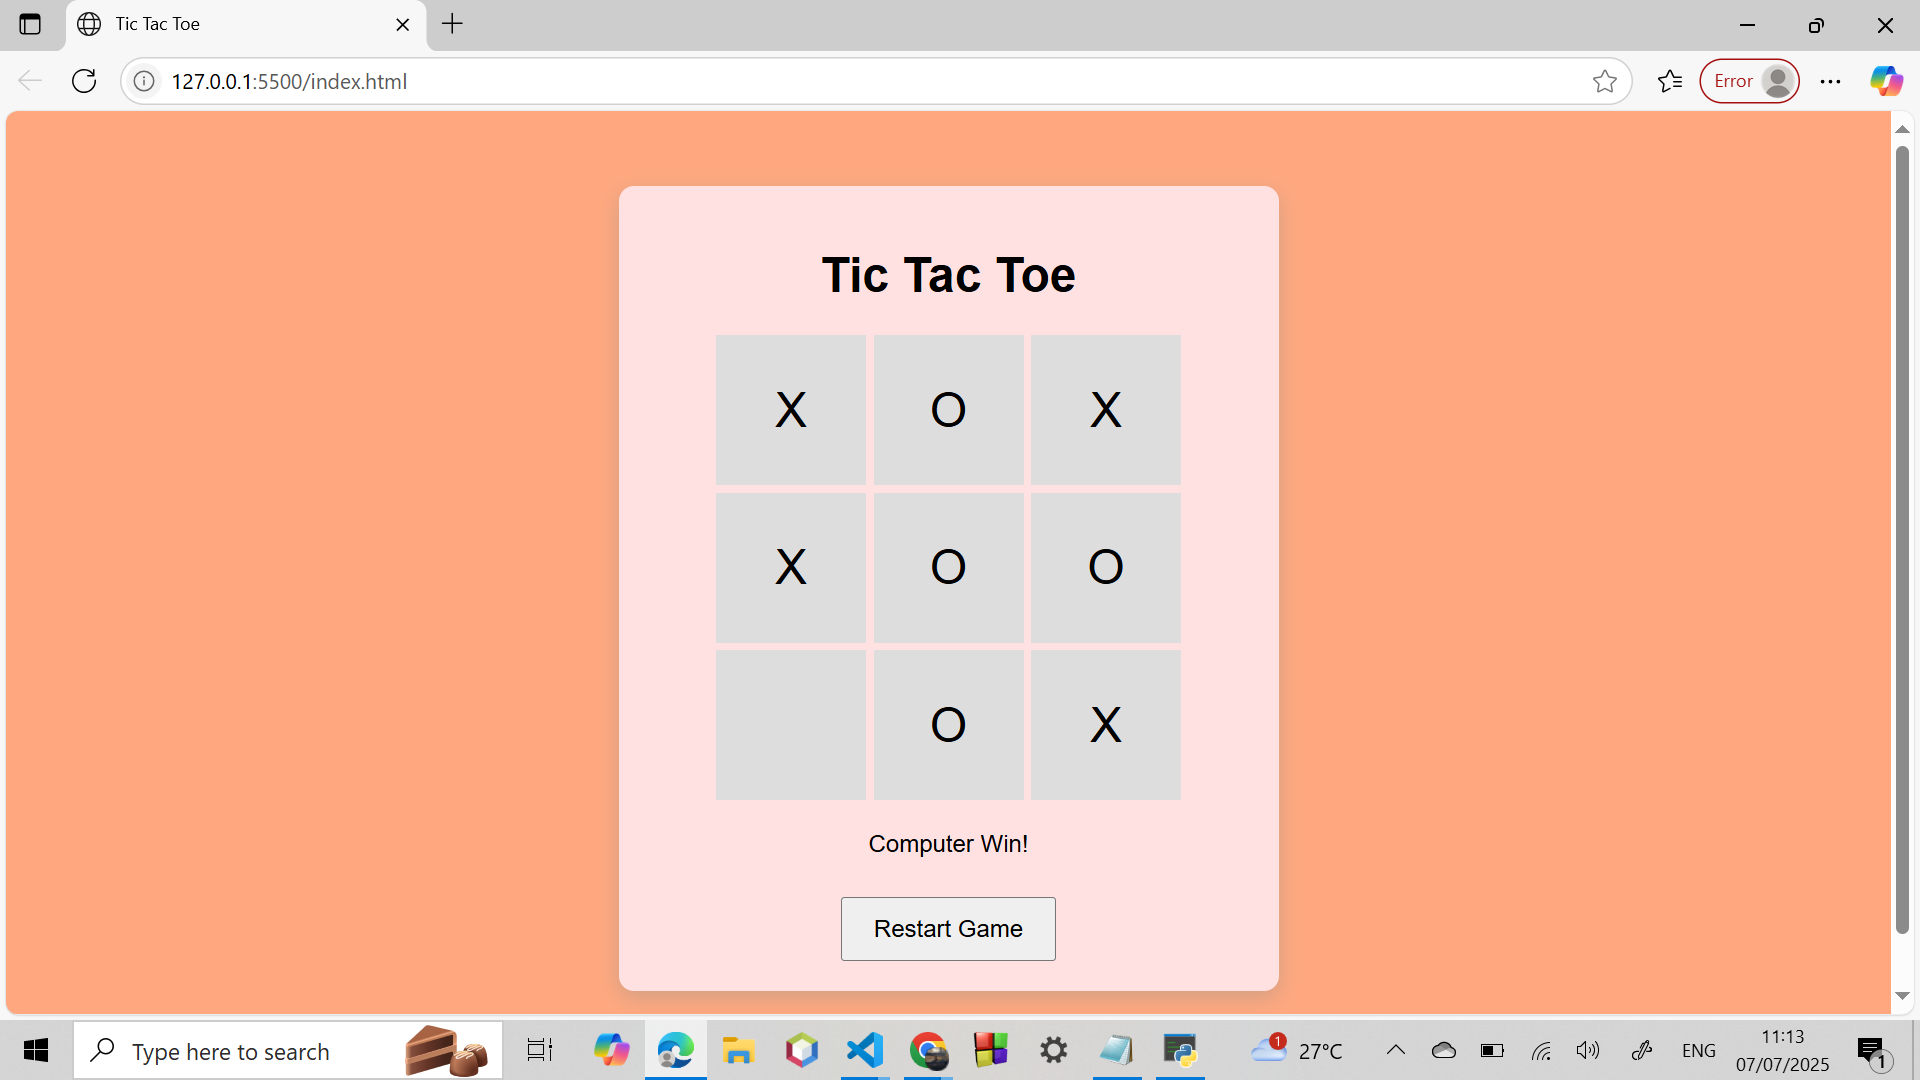 Tic Tac Toe
127.0.0.1:5500/index.html
Error
Tic Tac Toe
X O X
X O O
O X
Computer Win!
Restart Game
Type here to search
1
27°C
ENG
11:13
07/07/2025
1